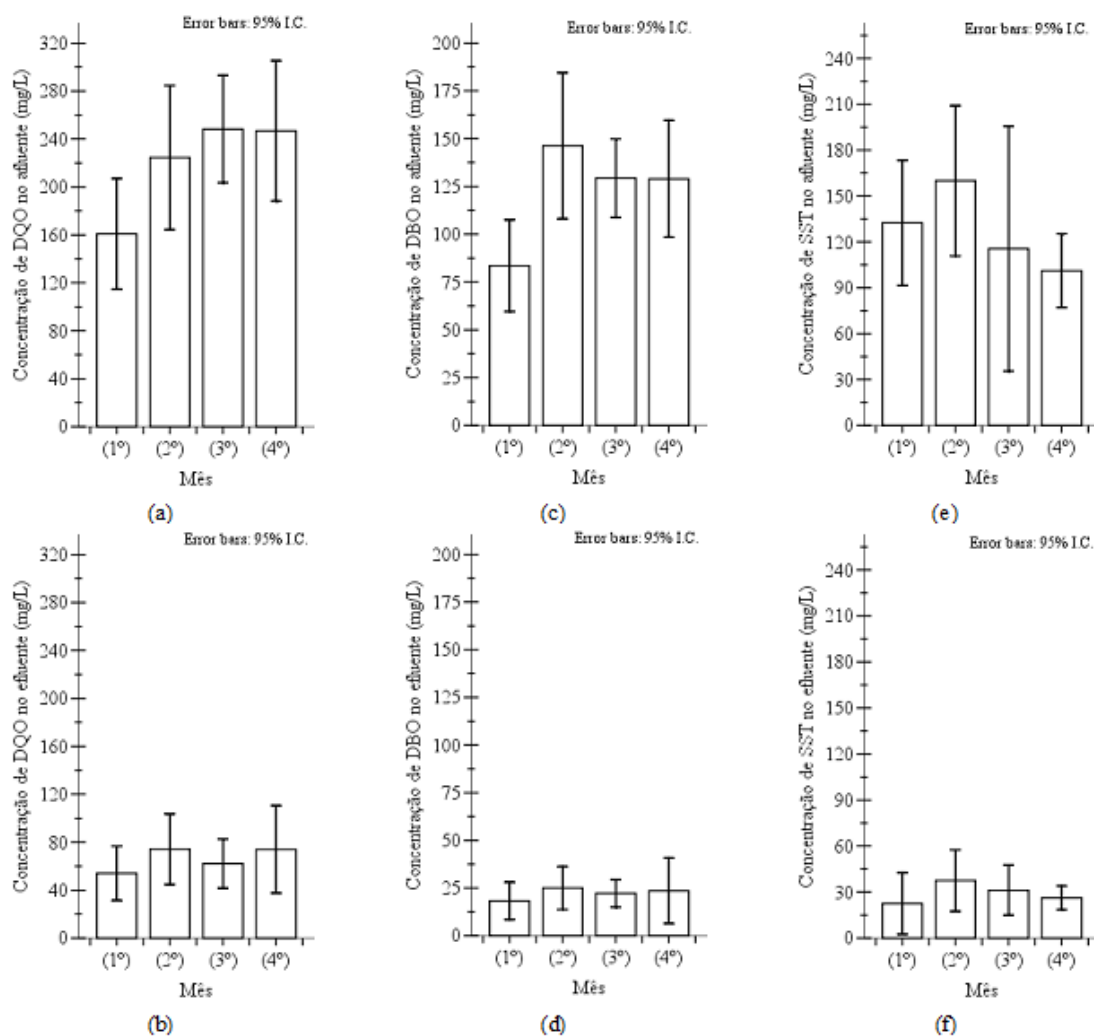 Error bars: 95% I.C.
Concentração de DQO no afluente (mg/L)
320
280
240
200
160
120
80
40
0
(1º) (2º) (3º) (4º)
Mês
(a)
Error bars: 95% I.C.
Concentração de DBO no afluente (mg/L)
200
175
150
125
100
75
50
25
0
(1º) (2º) (3º) (4º)
Mês
(c)
Error bars: 95% I.C.
Concentração de SST no afluente (mg/L)
240
210
180
150
120
90
60
30
0
(1º) (2º) (3º) (4º)
Mês
(e)
Error bars: 95% I.C.
Concentração de DQO no efluente (mg/L)
320
280
240
200
160
120
80
40
0
(1º) (2º) (3º) (4º)
Mês
(b)
Error bars: 95% I.C.
Concentração de DBO no efluente (mg/L)
200
175
150
125
100
75
50
25
0
(1º) (2º) (3º) (4º)
Mês
(d)
Error bars: 95% I.C.
Concentração de SST no efluente (mg/L)
240
210
180
150
120
90
60
30
0
(1º) (2º) (3º) (4º)
Mês
(f)